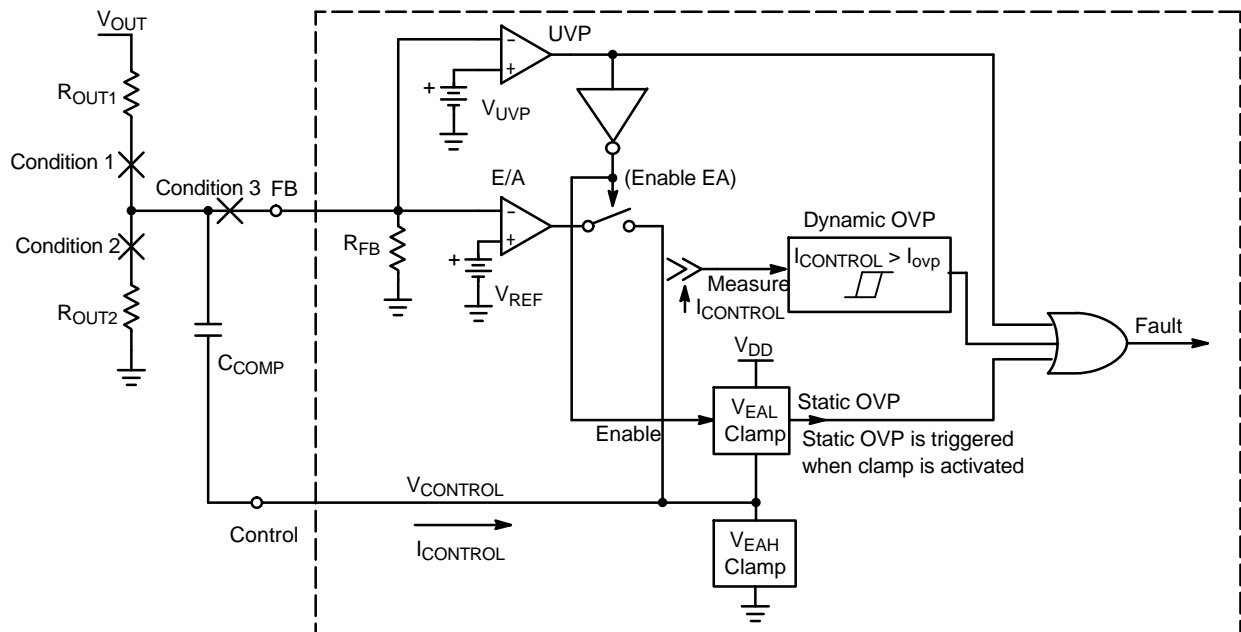 VOUT
UVP
ROUT1
VUVP
Condition 1
Condition 3 FB
E/A
(Enable EA)
Condition 2
RFB
Dynamic OVP
ICONTROL > Iovp
Measure
ICONTROL
VREF
ROUT2
Fault
CCOMP
VDD
VEAL
Clamp
Static OVP
Enable
Static OVP is triggered
when clamp is activated
VCONTROL
Control
ICONTROL
VEAH
Clamp